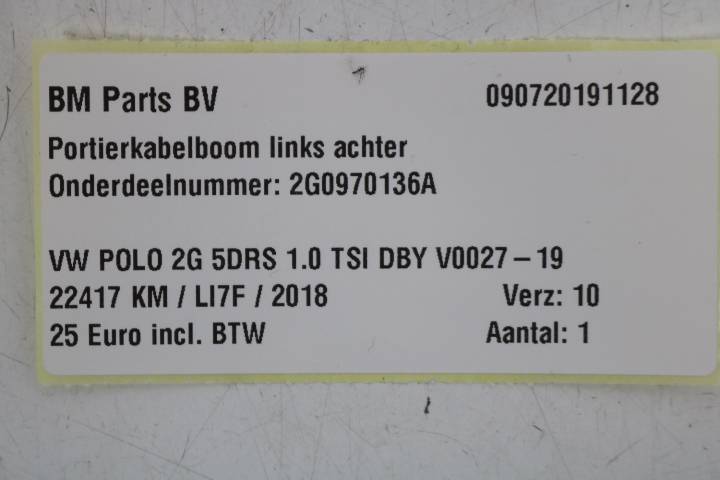 BM Parts BV 090720191128
Portierkabelboom links achter
Onderdeelnummer: 2G0970136A
VW POLO 2G 5DRS 1.0 TSI DBY V0027-19
22417 KM / LI7F / 2018 Verz: 10
25 Euro incl. BTW Aantal: 1